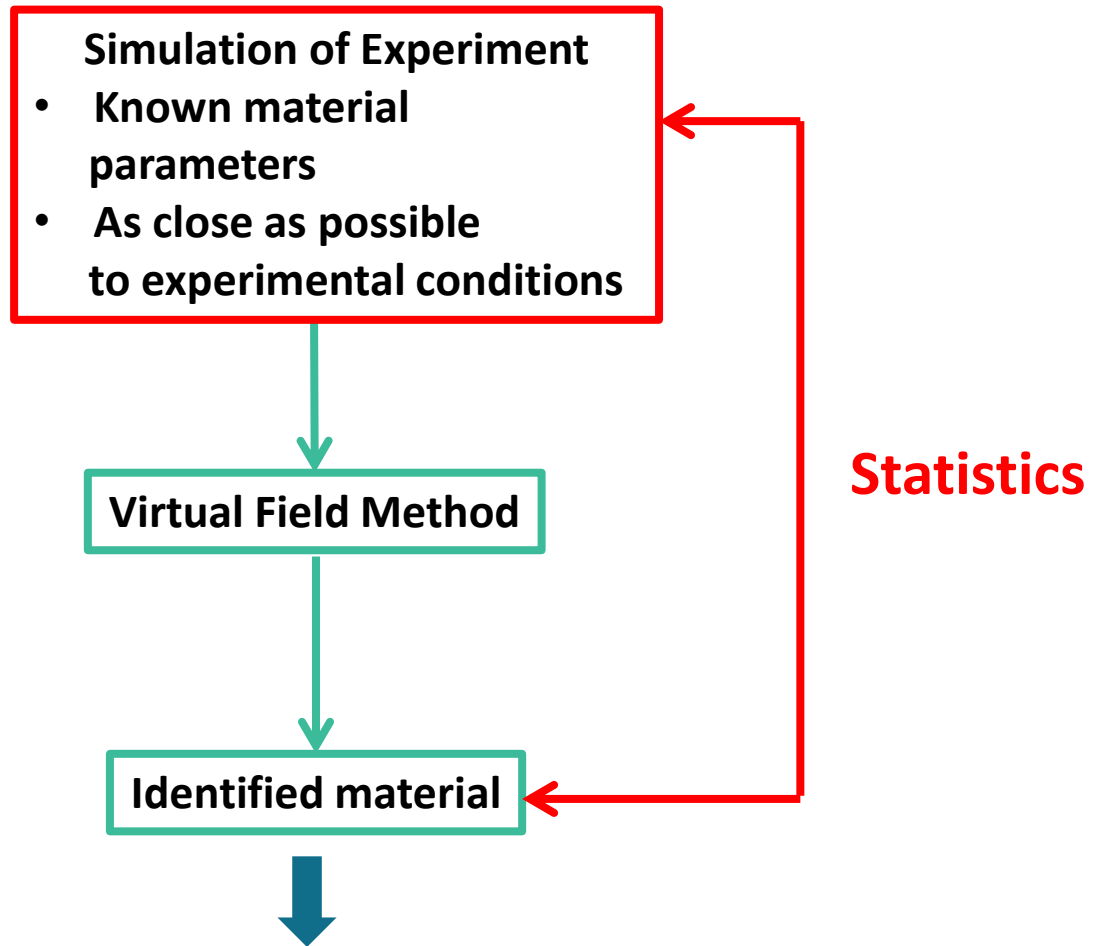 Simulation of Experiment
• Known material
parameters
• As close as possible
to experimental conditions
Statistics
Virtual Field Method
Identified material